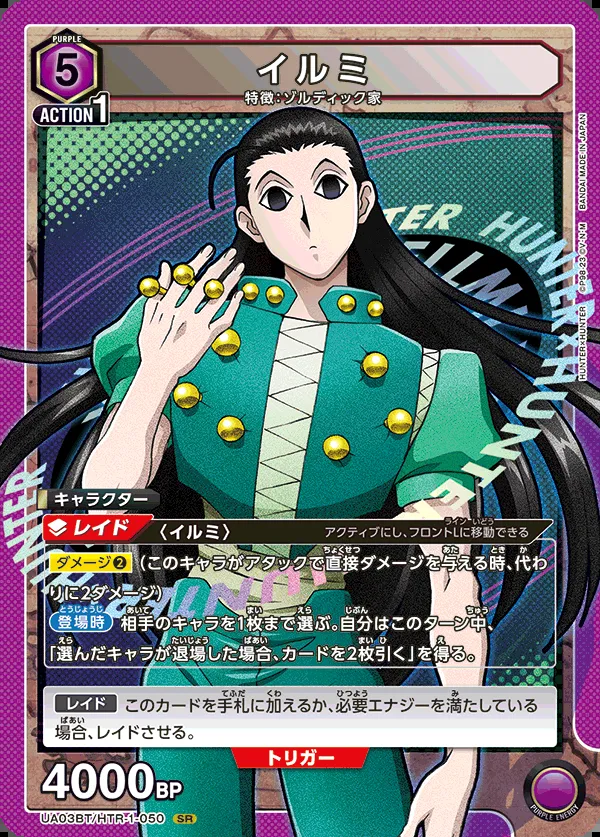 PURPLE
5
イルミ
特徴:ゾルディック家
ACTION 1
HUNTER×HUNTER ©P98-23 ©V・N・M BANDAI MADE IN JAPAN
HUNTER×HUNTER
キャラクター
レイド 〈イルミ〉 アクティブにし、フロントLに移動できる
ダメージ❷ (このキャラがアタックで直接ダメージを与える時、代わ
りに2ダメージ)
登場時 相手のキャラを1枚まで選ぶ。自分はこのターン中、
「選んだキャラが退場した場合、カードを2枚引く」を得る。
レイド このカードを手札に加えるか、必要エナジーを満たしている
場合、レイドさせる。
トリガー
4000BP
UA03BT/HTR-1-050 SR
PURPLE ENERGY